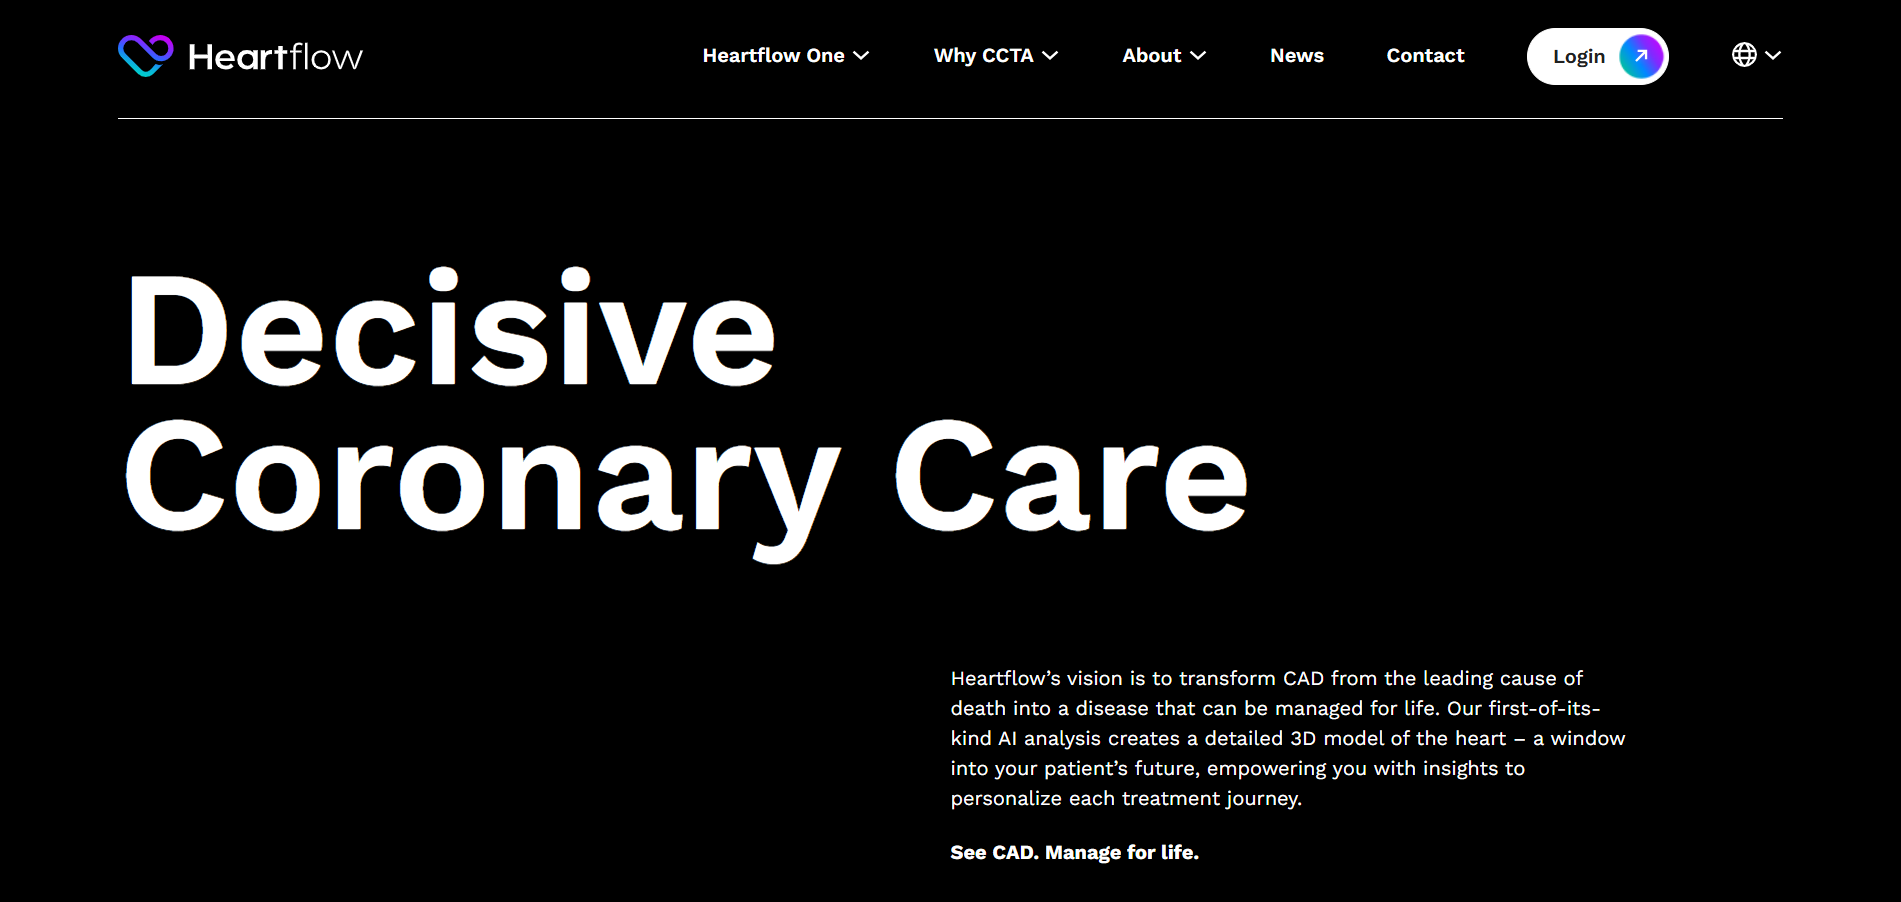 Heartflow
Heartflow One
Why CCTA
About
News
Contact
Login
Decisive
Coronary Care
Heartflow’s vision is to transform CAD from the leading cause of
death into a disease that can be managed for life. Our first-of-its-
kind AI analysis creates a detailed 3D model of the heart – a window
into your patient’s future, empowering you with insights to
personalize each treatment journey.
See CAD. Manage for life.